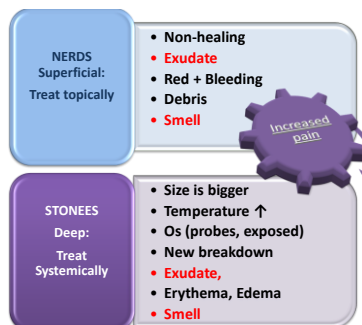 NERDS
Superficial:
Treat topically
• Non-healing
• Exudate
• Red + Bleeding
• Debris
• Smell
Increased
pain
STONEES
Deep:
Treat
Systemically
• Size is bigger
• Temperature ↑
• Os (probes, exposed)
• New breakdown
• Exudate,
• Erythema, Edema
• Smell